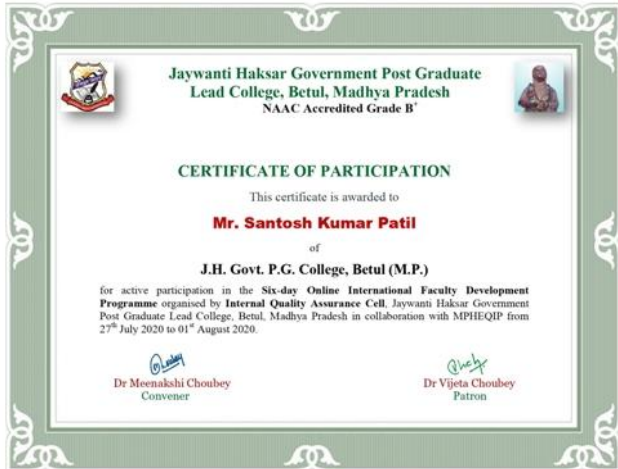 Jaywanti Haksar Government Post Graduate
Lead College, Betul, Madhya Pradesh
NAAC Accredited Grade B+
CERTIFICATE OF PARTICIPATION
This certificate is awarded to
Mr. Santosh Kumar Patil
of
J.H. Govt. P.G. College, Betul (M.P.)
for active participation in the Six-day Online International Faculty Development
Programme organised by Internal Quality Assurance Cell, Jaywanti Haksar Government
Post Graduate Lead College, Betul, Madhya Pradesh in collaboration with MPHEQIP from
27th July 2020 to 01st August 2020.
Dr Meenakshi Choubey
Convener
Dr Vijeta Choubey
Patron